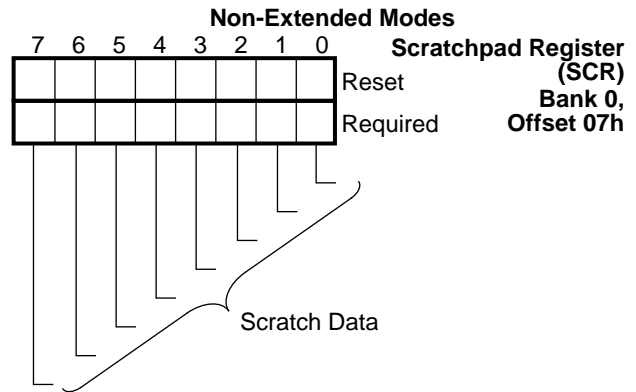 Non-Extended Modes
7 6 5 4 3 2 1 0
Scratchpad Register
(SCR)
Bank 0,
Offset 07h
Reset
Required
Scratch Data